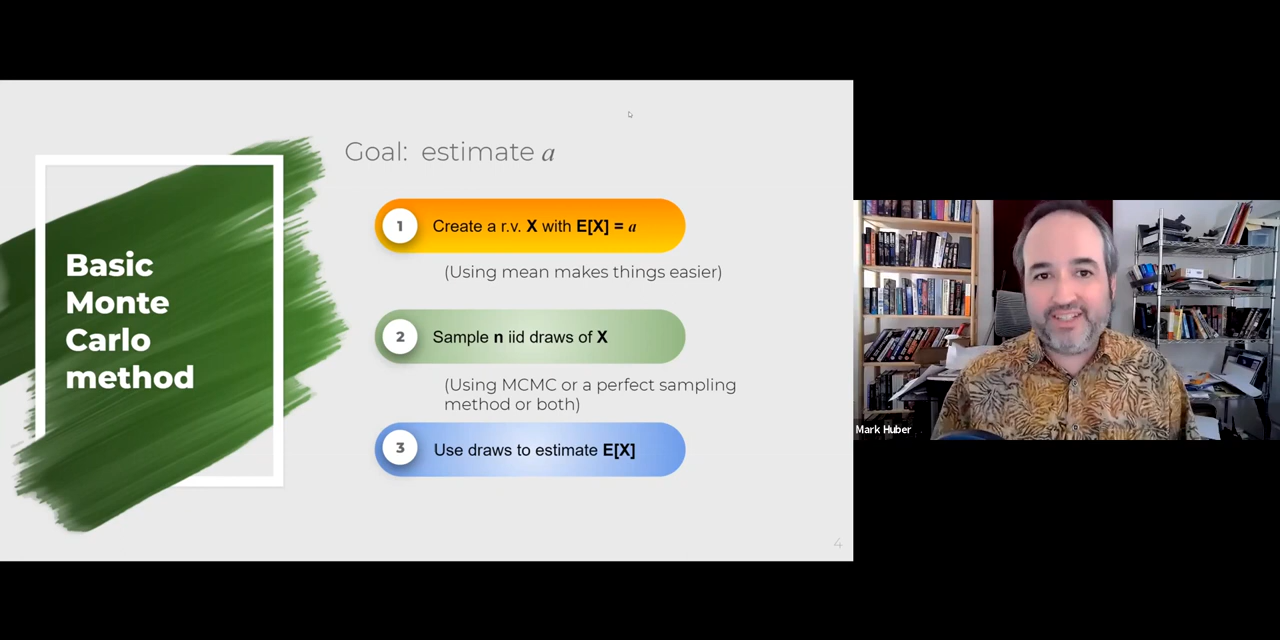 Basic
Monte
Carlo
method
Goal: estimate a
1 Create a r.v. X with E[X] = a
(Using mean makes things easier)
2 Sample n iid draws of X
(Using MCMC or a perfect sampling
method or both)
3 Use draws to estimate E[X]
4
Mark Huber